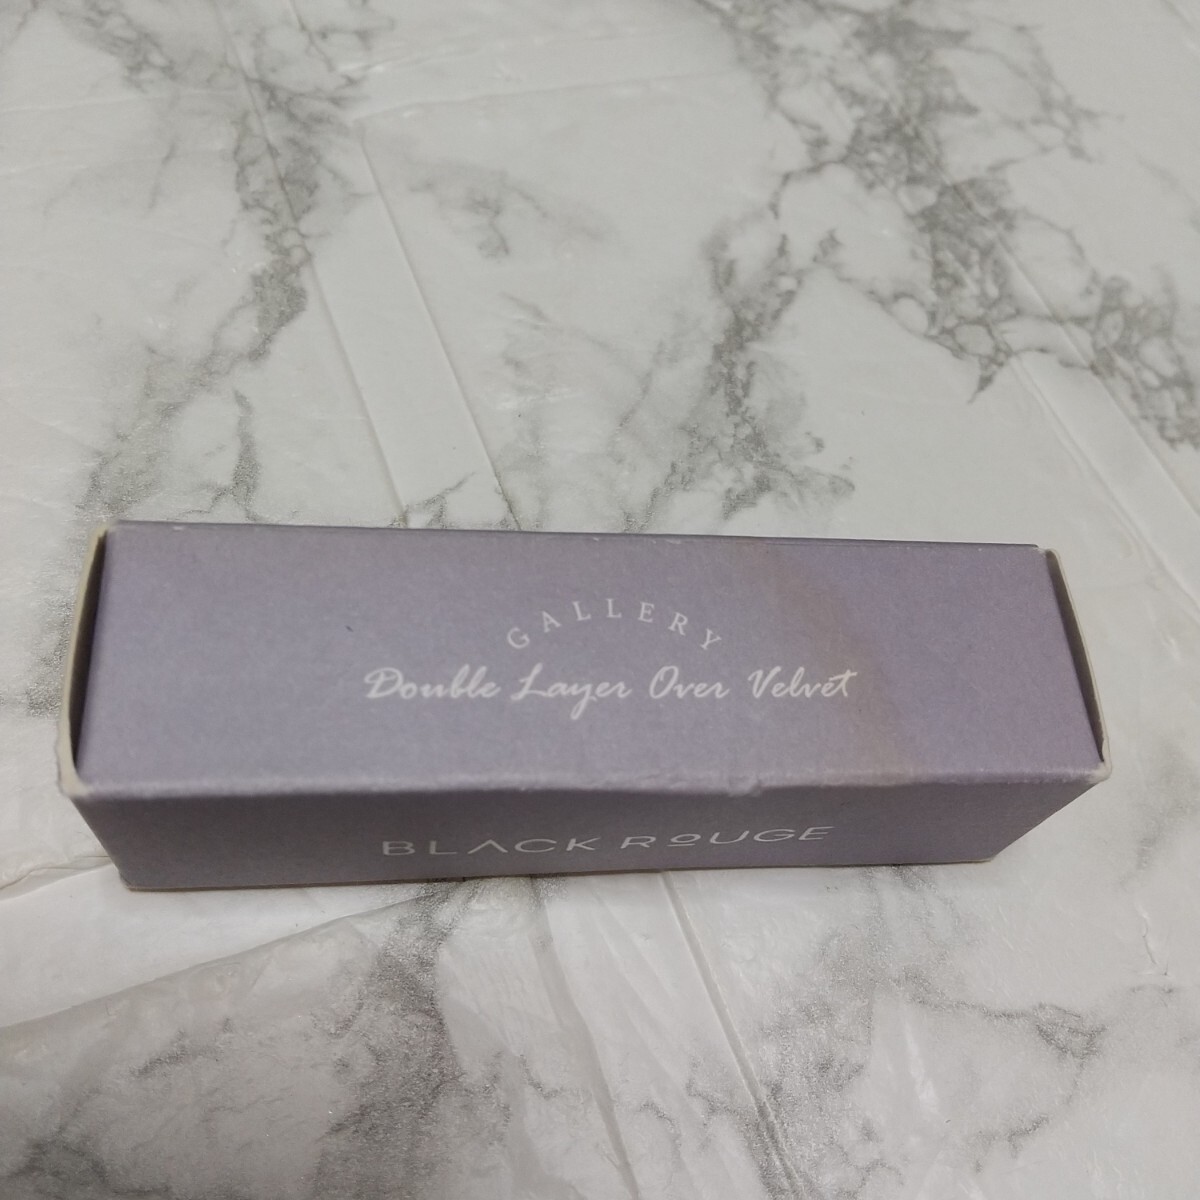 GALLERY
Double Layer Over Velvet
BLACK ROUGE